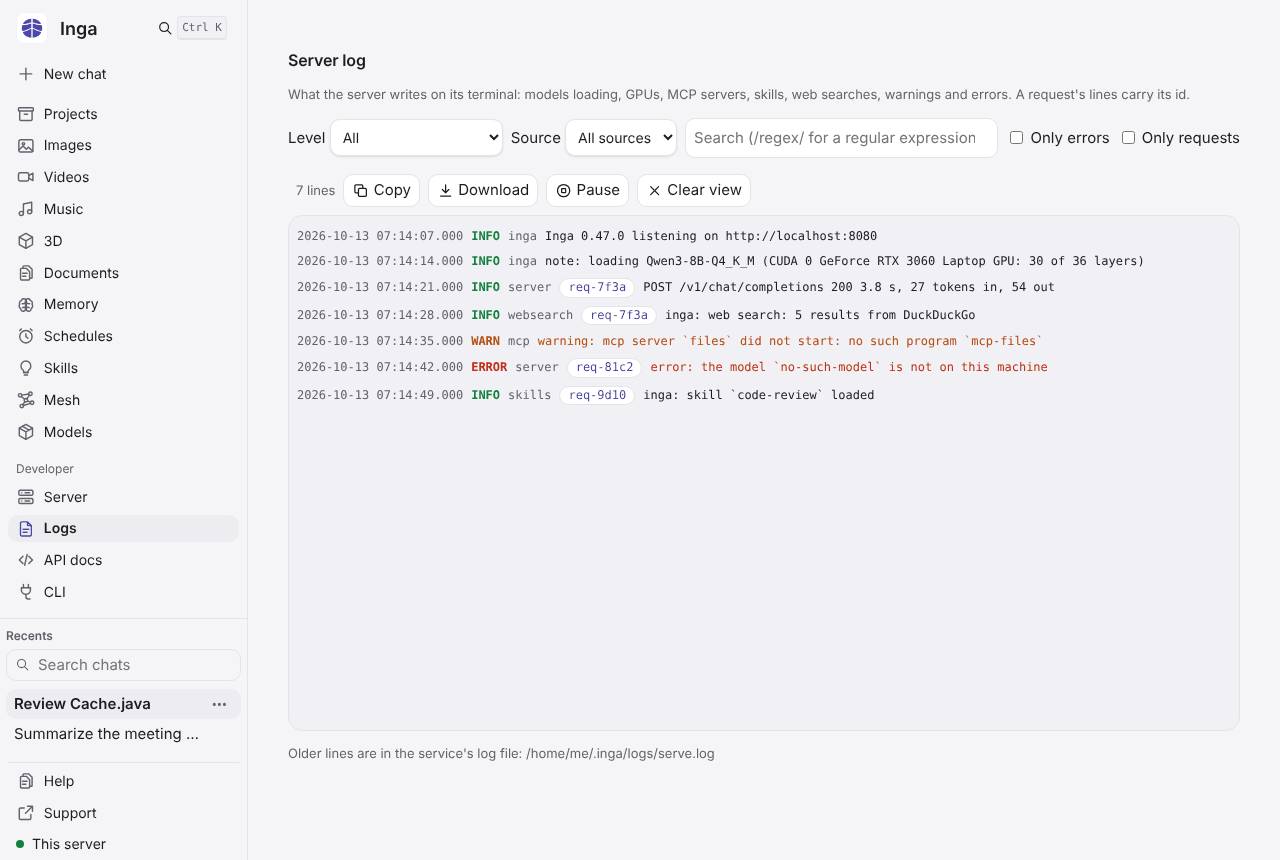 Inga
Ctrl K
New chat
Projects
Images
Videos
Music
3D
Documents
Memory
Schedules
Skills
Mesh
Models
Developer
Server
Logs
API docs
CLI
Recents
Search chats
Review Cache.java
Summarize the meeting ...
Help
Support
This server
Server log
What the server writes on its terminal: models loading, GPUs, MCP servers, skills, web searches, warnings and errors. A request's lines carry its id.
Level All Source All sources Search (/regex/ for a regular expression Only errors Only requests
7 lines Copy Download Pause Clear view
2026-10-13 07:14:07.000 INFO inga Inga 0.47.0 listening on http://localhost:8080
2026-10-13 07:14:14.000 INFO inga note: loading Qwen3-8B-Q4_K_M (CUDA 0 GeForce RTX 3060 Laptop GPU: 30 of 36 layers)
2026-10-13 07:14:21.000 INFO server req-7f3a POST /v1/chat/completions 200 3.8 s, 27 tokens in, 54 out
2026-10-13 07:14:28.000 INFO websearch req-7f3a inga: web search: 5 results from DuckDuckGo
2026-10-13 07:14:35.000 WARN mcp warning: mcp server `files` did not start: no such program `mcp-files`
2026-10-13 07:14:42.000 ERROR server req-81c2 error: the model `no-such-model` is not on this machine
2026-10-13 07:14:49.000 INFO skills req-9d10 inga: skill `code-review` loaded
Older lines are in the service's log file: /home/me/.inga/logs/serve.log